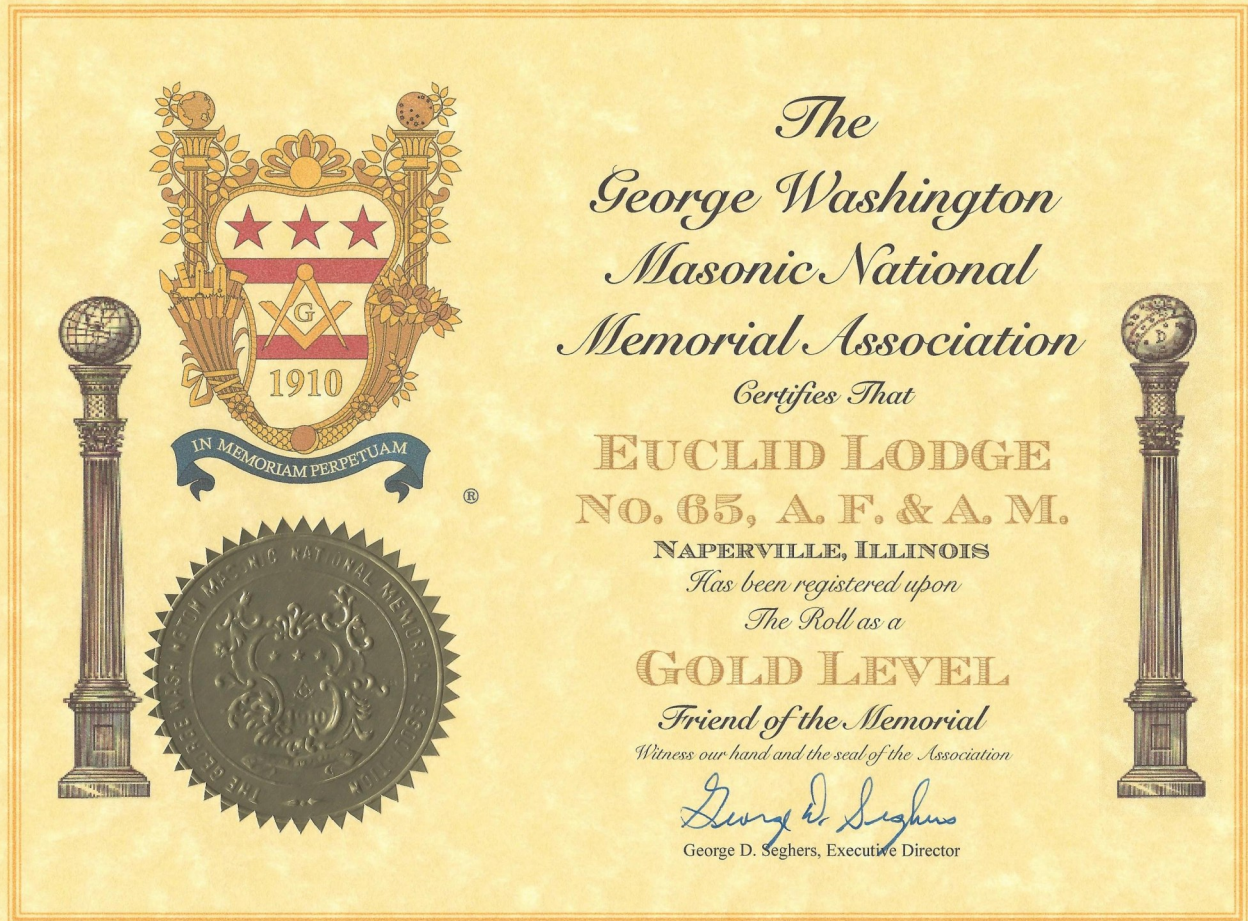 The
George Washington
Masonic National
Memorial Association
Certifies That
EUCLID LODGE
NO. 65, A. F. & A. M.
NAPERVILLE, ILLINOIS
Has been registered upon
The Roll as a
GOLD LEVEL
Friend of the Memorial
Witness our hand and the seal of the Association
George D. Seghers
George D. Seghers, Executive Director
G
1910
IN MEMORIAM PERPETUAM
®
THE GEORGE WASHINGTON MASONIC NATIONAL MEMORIAL ASSOCIATION
1910